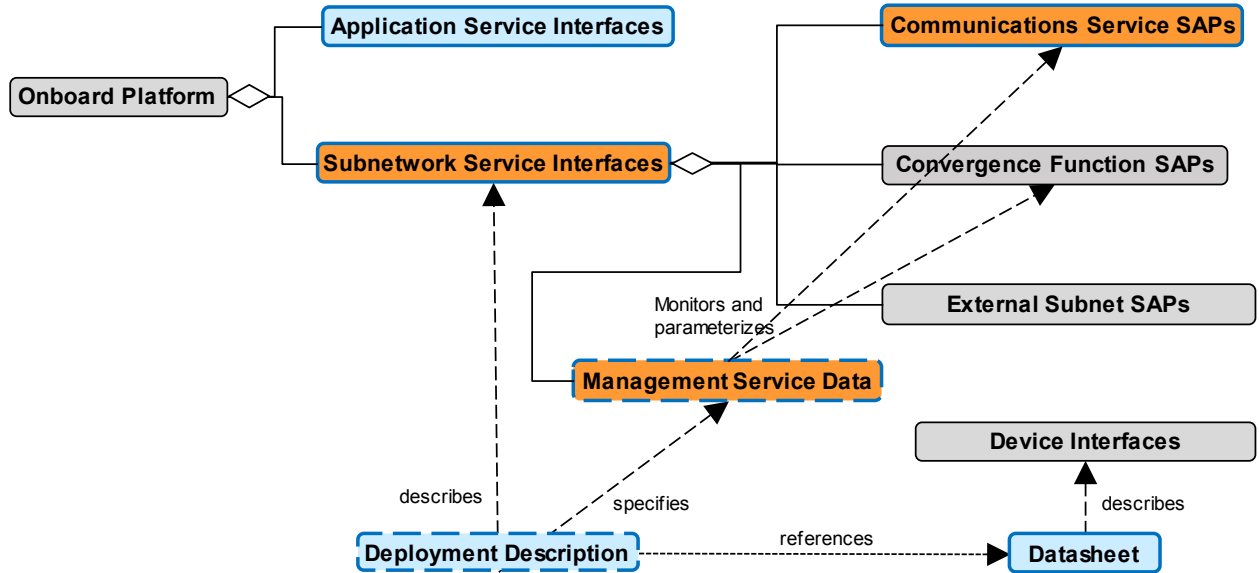 Application Service Interfaces
Communications Service SAPs
Onboard Platform
Subnetwork Service Interfaces
Convergence Function SAPs
Monitors and
parameterizes
External Subnet SAPs
Management Service Data
Device Interfaces
describes
specifies
describes
references
Deployment Description
Datasheet